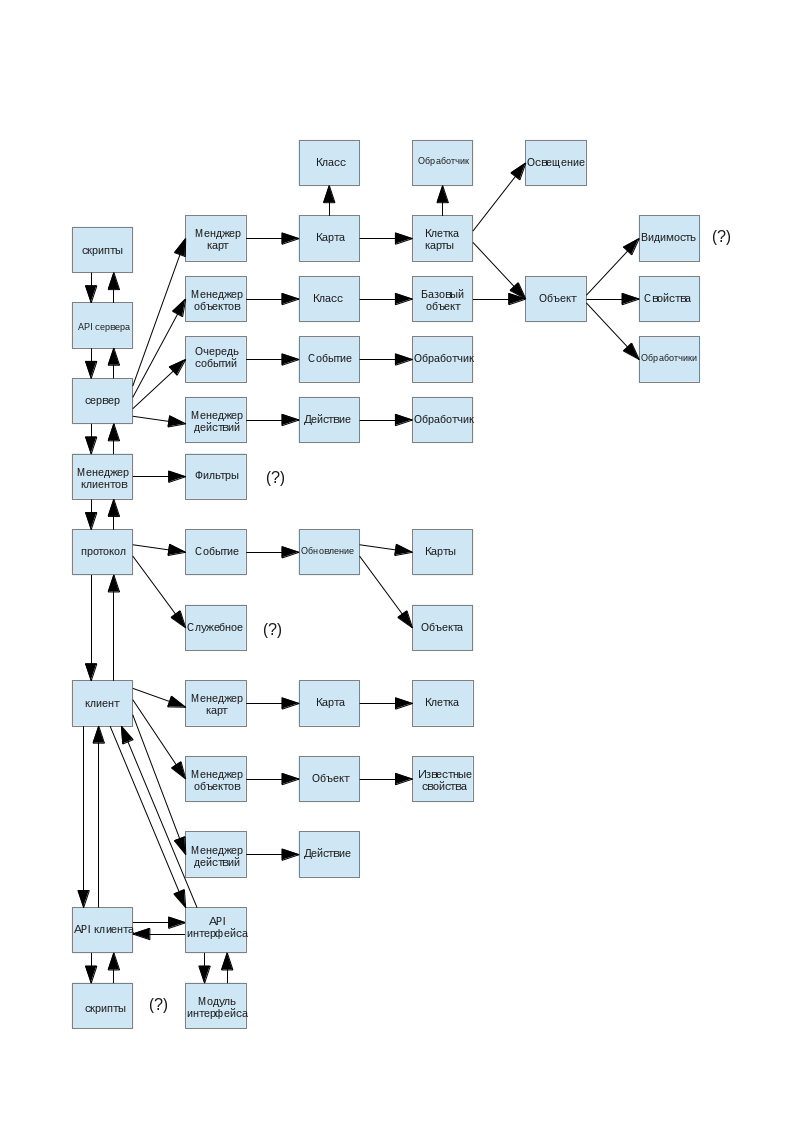 Класс
Обработчик
Освещение
скрипты
Менджер
карт
Карта
Клетка
карты
Видимость
(?)
API сервера
Менеджер
объектов
Класс
Базовый
объект
Объект
Свойства
сервер
Очередь
событий
Событие
Обработчик
Обработчики
Менеджер
действий
Действие
Обработчик
Менеджер
клиентов
Фильтры
(?)
протокол
Событие
Обновление
Карты
Служебное
(?)
Объекта
клиент
Менеджер
карт
Карта
Клетка
Менеджер
объектов
Объект
Известные
свойства
Менеджер
действий
Действие
API клиента
API
интерфейса
скрипты
(?)
Модуль
интерфейса